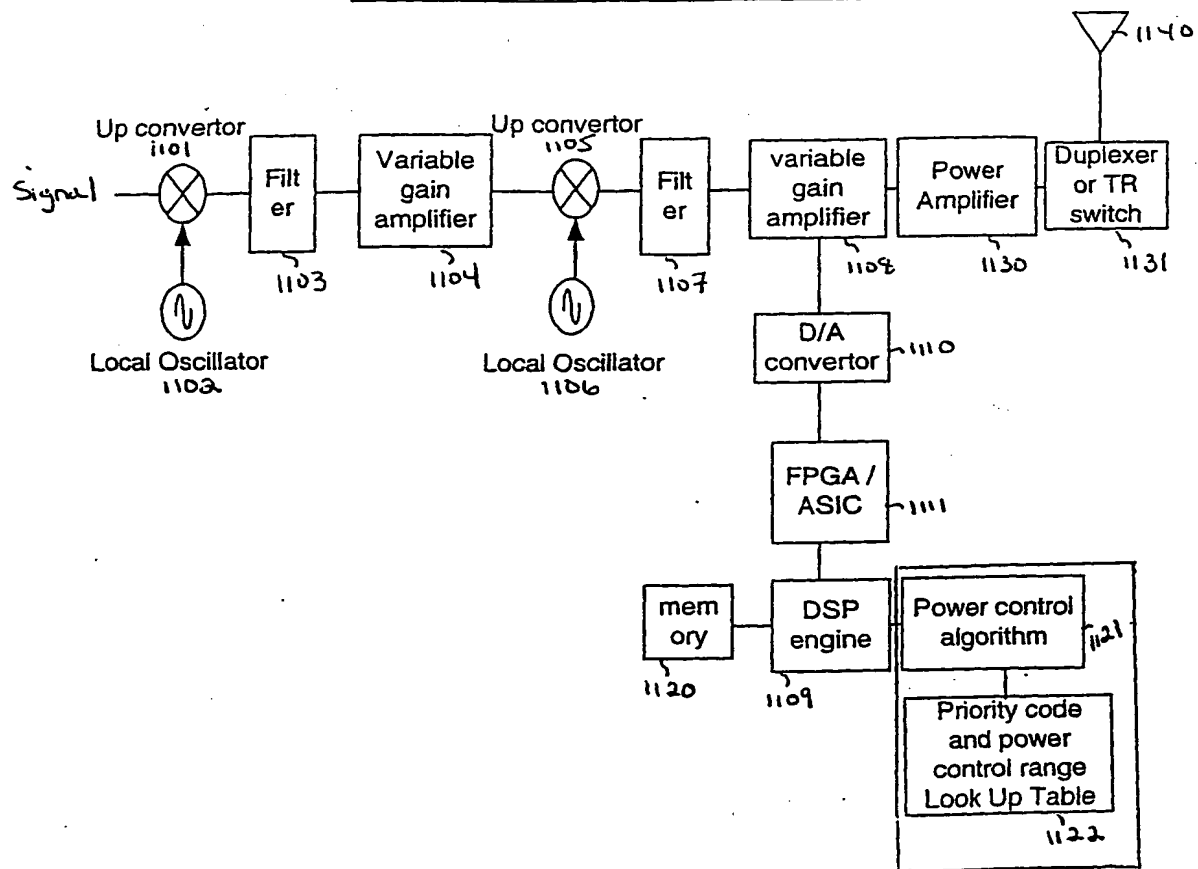 1140
Up convertor
1101
Signal
Filt
er
1103
Variable
gain
amplifier
1104
Up convertor
1105
Filt
er
1107
variable
gain
amplifier
1108
Power
Amplifier
1130
Duplexer
or TR
switch
1131
Local Oscillator
1102
Local Oscillator
1106
D/A
convertor
1110
FPGA /
ASIC
1111
mem
ory
1120
DSP
engine
1109
Power control
algorithm
1121
Priority code
and power
control range
Look Up Table
1122